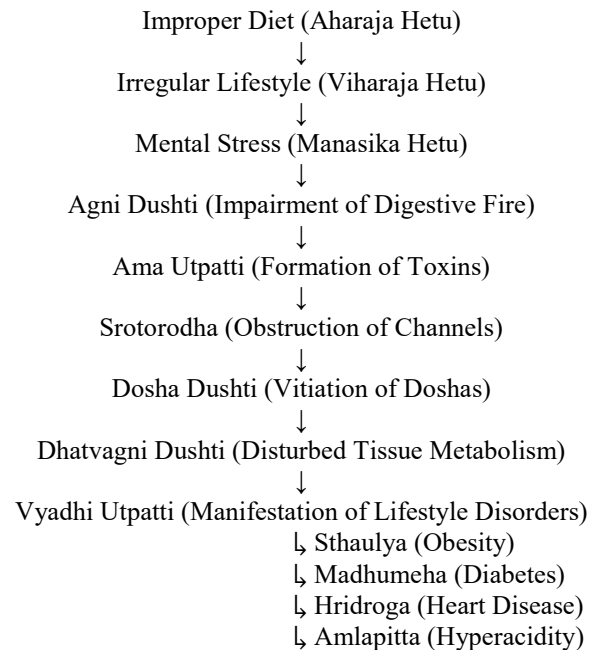 Improper Diet (Aharaja Hetu)
↓
Irregular Lifestyle (Viharaja Hetu)
↓
Mental Stress (Manasika Hetu)
↓
Agni Dushti (Impairment of Digestive Fire)
↓
Ama Utpatti (Formation of Toxins)
↓
Srotorodha (Obstruction of Channels)
↓
Dosha Dushti (Vitiation of Doshas)
↓
Dhatvagni Dushti (Disturbed Tissue Metabolism)
↓
Vyadhi Utpatti (Manifestation of Lifestyle Disorders)
↳ Sthaulya (Obesity)
↳ Madhumeha (Diabetes)
↳ Hridroga (Heart Disease)
↳ Amlapitta (Hyperacidity)